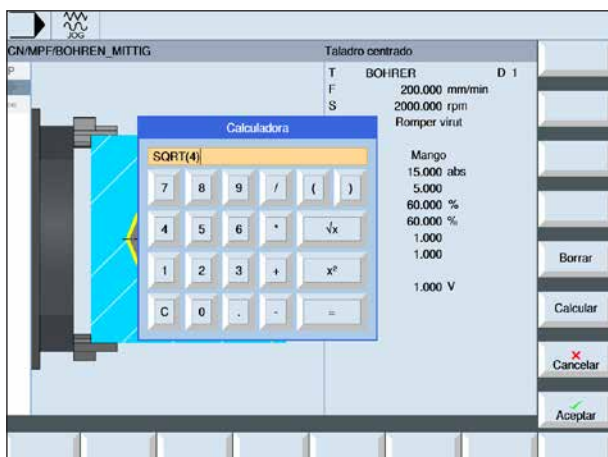 JOG
CN/MPF/BOHREN_MITTIG
Taladro centrado
P
T BOHRER D 1
F 200.000 mm/min
S 2000.000 rpm
Romper virut
Calculadora
SQRT(4)
Mango
15.000 abs
5.000
60.000 %
60.000 %
1.000
1.000
1.000 V
7 8 9 / ( )
4 5 6 * √x
1 2 3 + x²
C 0 . - =
Borrar
Calcular
Cancelar
Aceptar